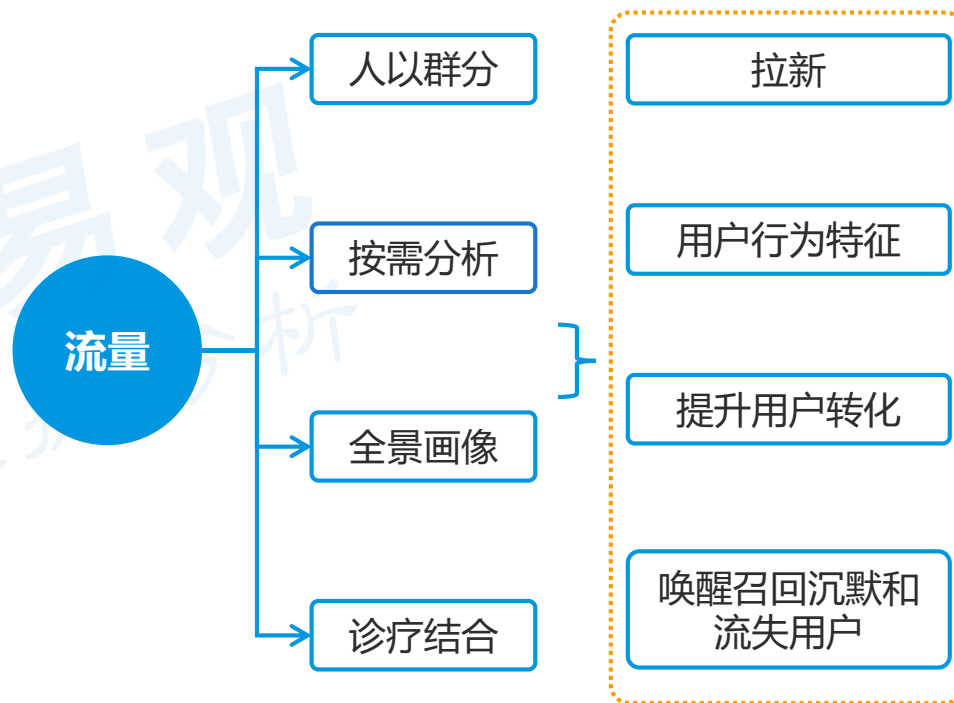 人以群分
拉新
易观
按需分析
用户行为特征
分析
流量
提升用户转化
全景画像
唤醒召回沉默和
流失用户
诊疗结合